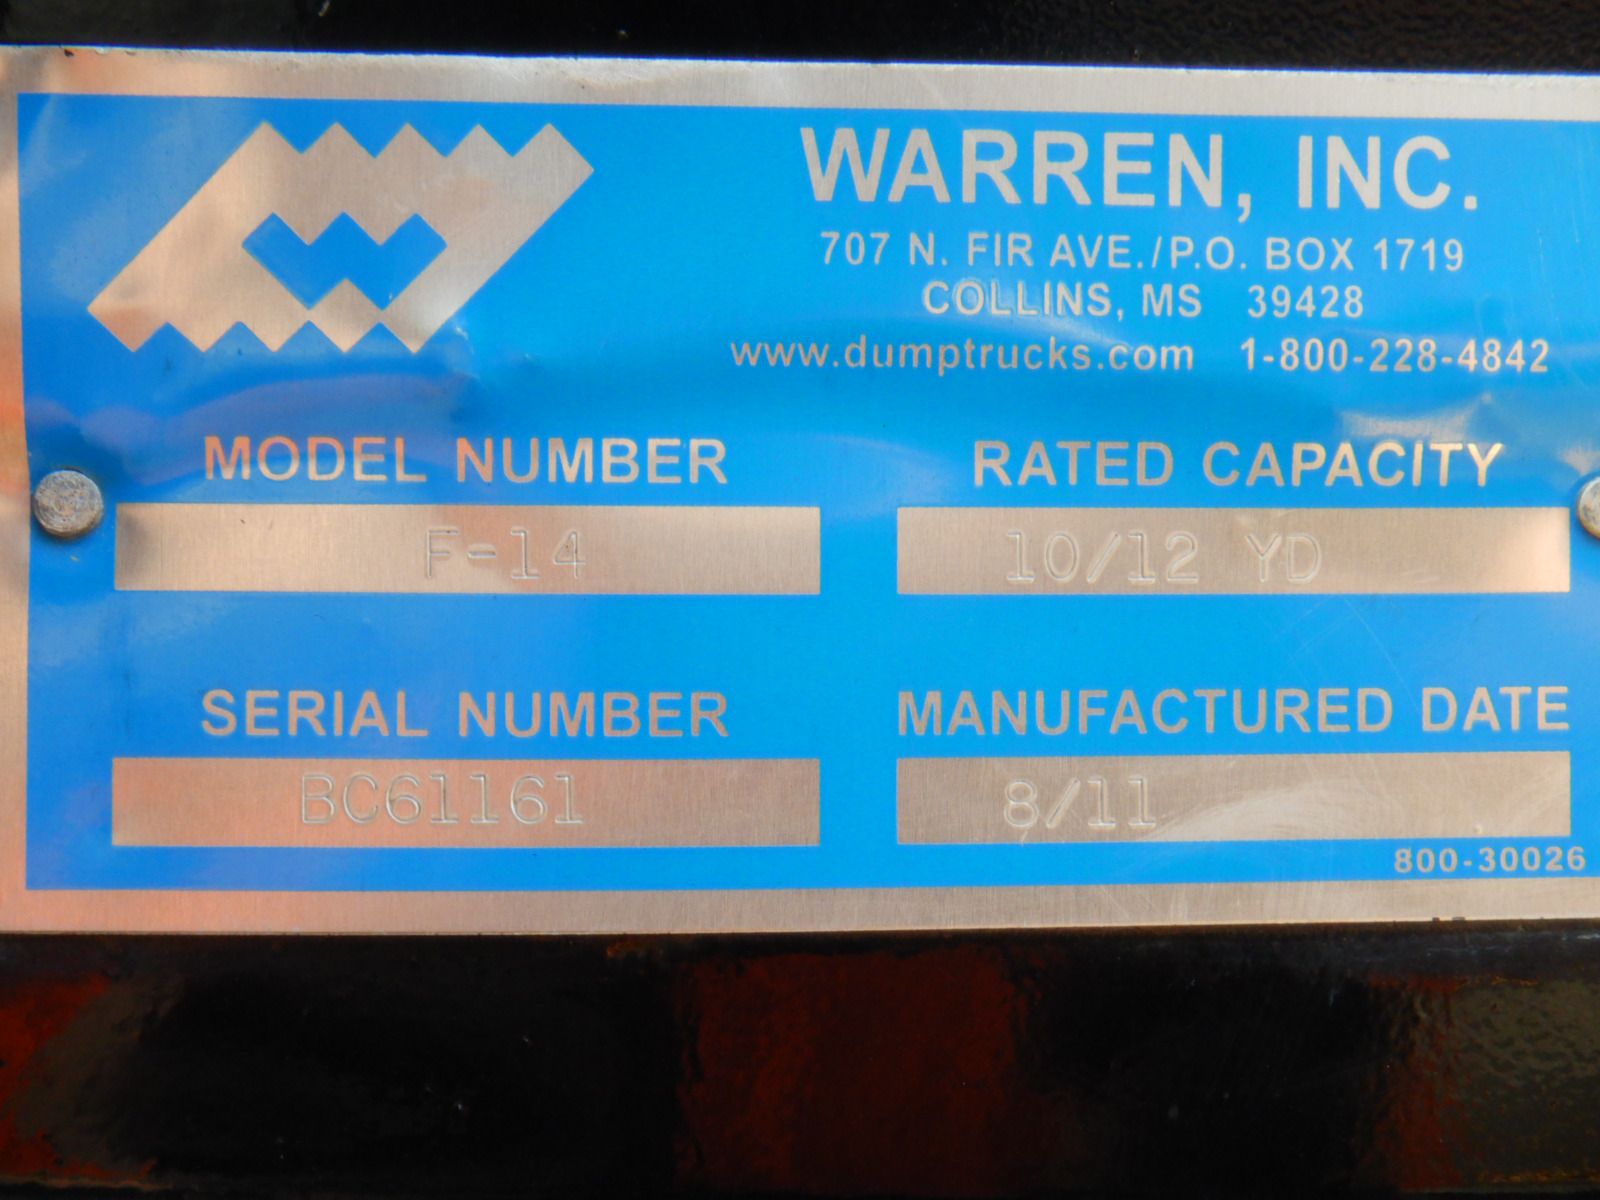 WARREN, INC.
707 N. FIR AVE./P.O. BOX 1719
COLLINS, MS 39428
www.dumptrucks.com 1-800-228-4842
MODEL NUMBER
F-14
RATED CAPACITY
10/12 YD
SERIAL NUMBER
BC61161
MANUFACTURED DATE
8/11
800-30026